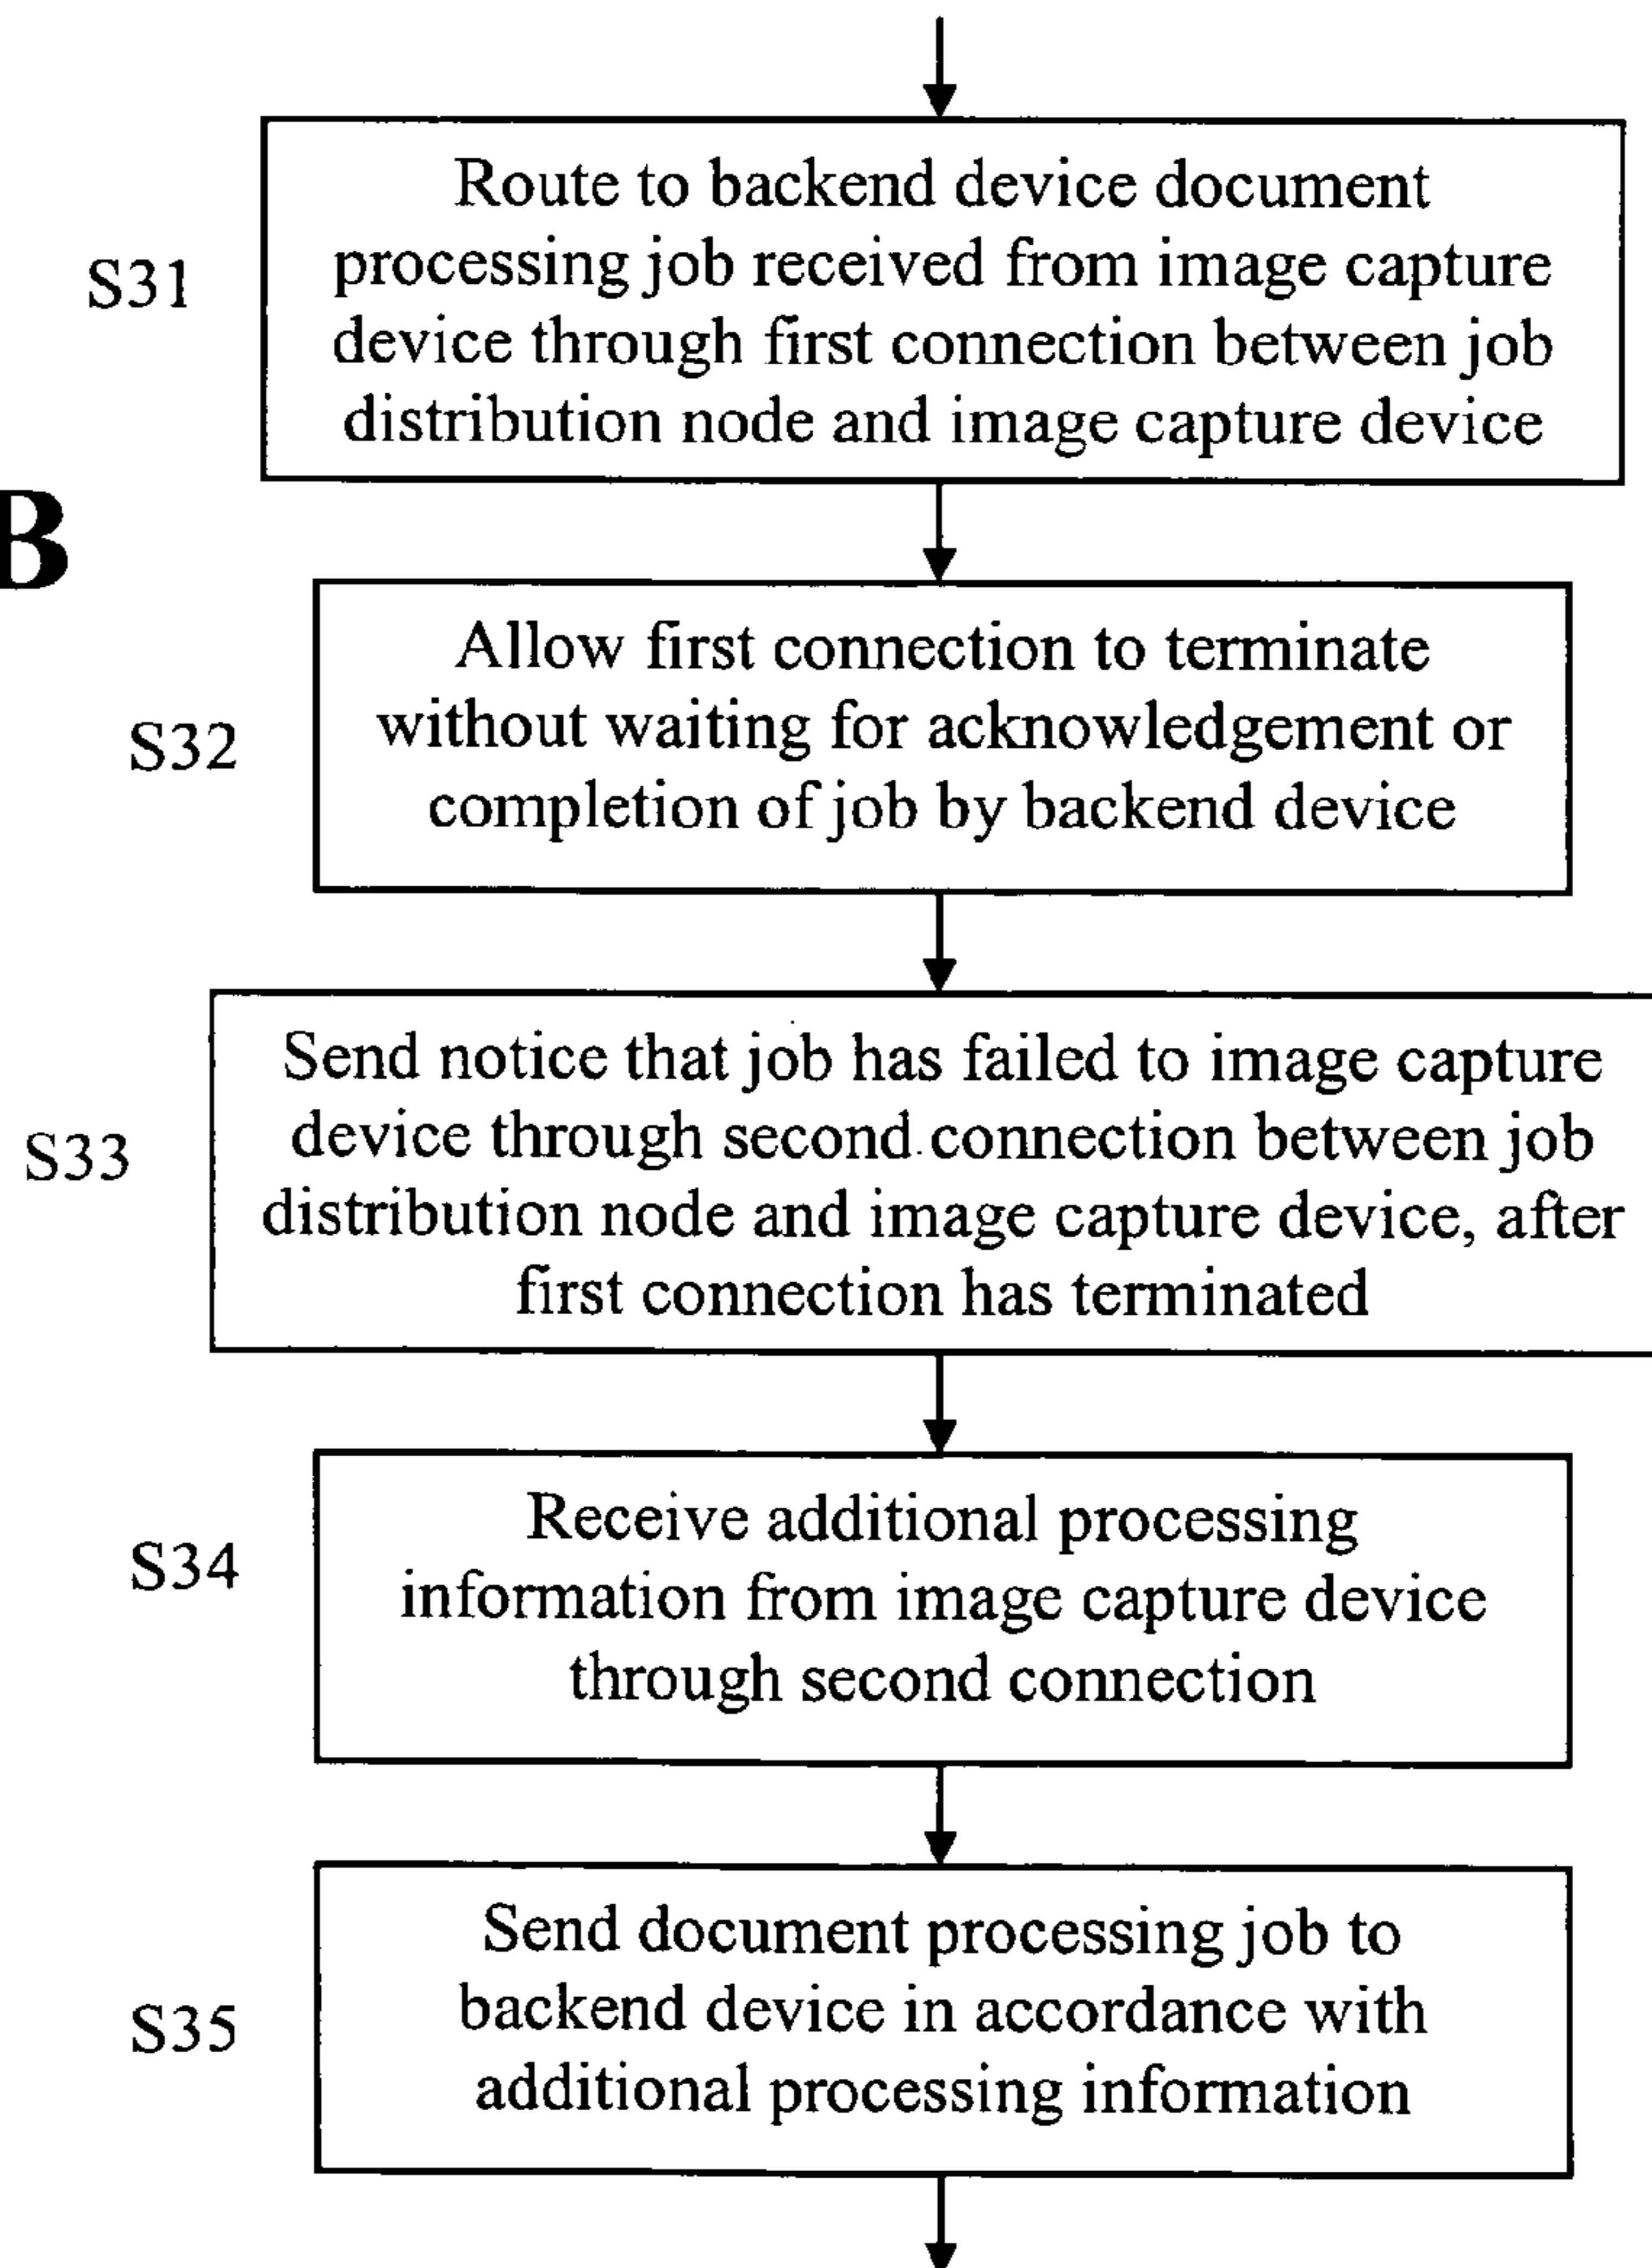 Route to backend device document
processing job received from image capture
device through first connection between job
distribution node and image capture device
S31
B
Allow first connection to terminate
without waiting for acknowledgement or
completion of job by backend device
S32
Send notice that job has failed to image capture
device through second connection between job
distribution node and image capture device, after
first connection has terminated
S33
Receive additional processing
information from image capture device
through second connection
S34
Send document processing job to
backend device in accordance with
additional processing information
S35